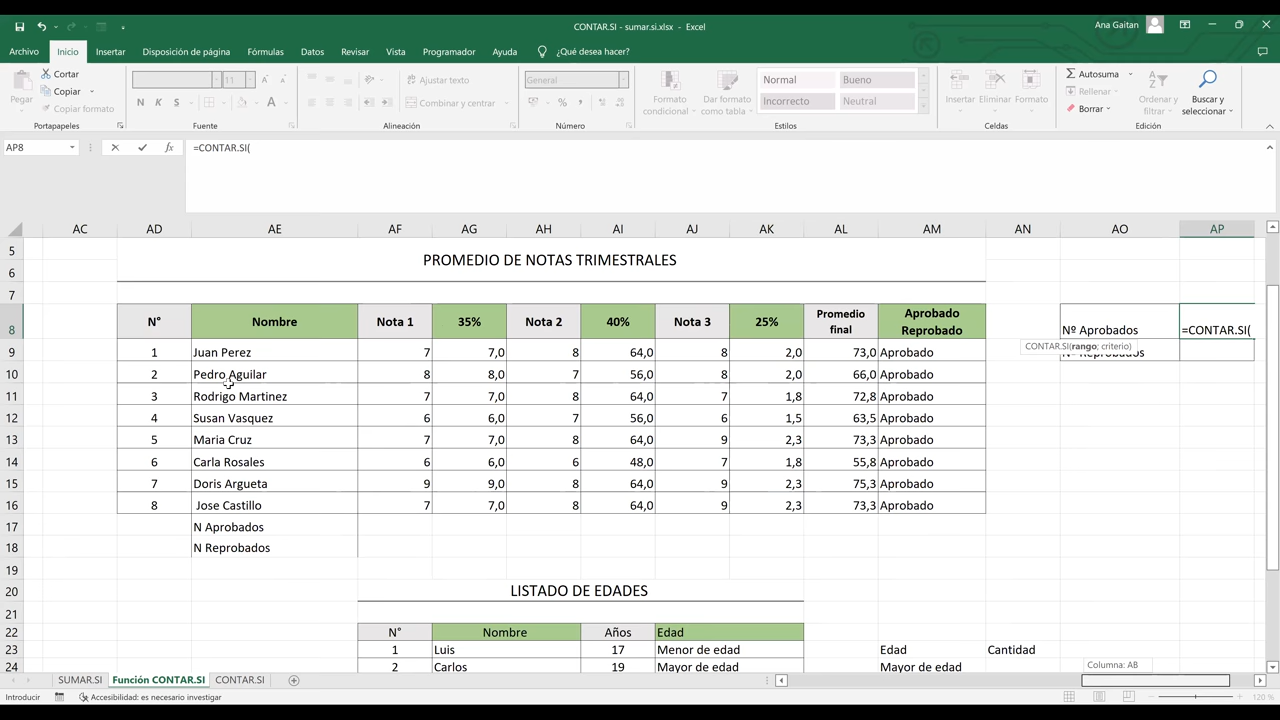 CONTAR.SI - sumar.si.xlsx - Excel
Ana Gaitan
Archivo Inicio Insertar Disposición de página Fórmulas Datos Revisar Vista Programador Ayuda ¿Qué desea hacer?
Pegar
Cortar
Copiar
Copiar formato
11
Ajustar texto
Combinar y centrar
General
Formato condicional
Dar formato como tabla
Normal Bueno
Incorrecto Neutral
Insertar Eliminar Formato
Autosuma
Rellenar
Borrar
Ordenar y filtrar
Buscar y seleccionar
Portapapeles Fuente Alineación Número Estilos Celdas Edición
AP8 fx =CONTAR.SI(
AC AD AE AF AG AH AI AJ AK AL AM AN AO AP
5
PROMEDIO DE NOTAS TRIMESTRALES
6
7
8 N° Nombre Nota 1 35% Nota 2 40% Nota 3 25% Promedio final Aprobado Reprobado Nº Aprobados =CONTAR.SI(
CONTAR.SI(rango; criterio)
9 1 Juan Perez 7 7,0 8 64,0 8 2,0 73,0 Aprobado Nº Reprobados
10 2 Pedro Aguilar 8 8,0 7 56,0 8 2,0 66,0 Aprobado
11 3 Rodrigo Martinez 7 7,0 8 64,0 7 1,8 72,8 Aprobado
12 4 Susan Vasquez 6 6,0 7 56,0 6 1,5 63,5 Aprobado
13 5 Maria Cruz 7 7,0 8 64,0 9 2,3 73,3 Aprobado
14 6 Carla Rosales 6 6,0 6 48,0 7 1,8 55,8 Aprobado
15 7 Doris Argueta 9 9,0 8 64,0 9 2,3 75,3 Aprobado
16 8 Jose Castillo 7 7,0 8 64,0 9 2,3 73,3 Aprobado
17 N Aprobados
18 N Reprobados
19
20 LISTADO DE EDADES
21
22 N° Nombre Años Edad
23 1 Luis 17 Menor de edad Edad Cantidad
24 2 Carlos 19 Mayor de edad Mayor de edad
Columna: AB
SUMAR.SI Función CONTAR.SI CONTAR.SI
Introducir Accesibilidad: es necesario investigar 120 %